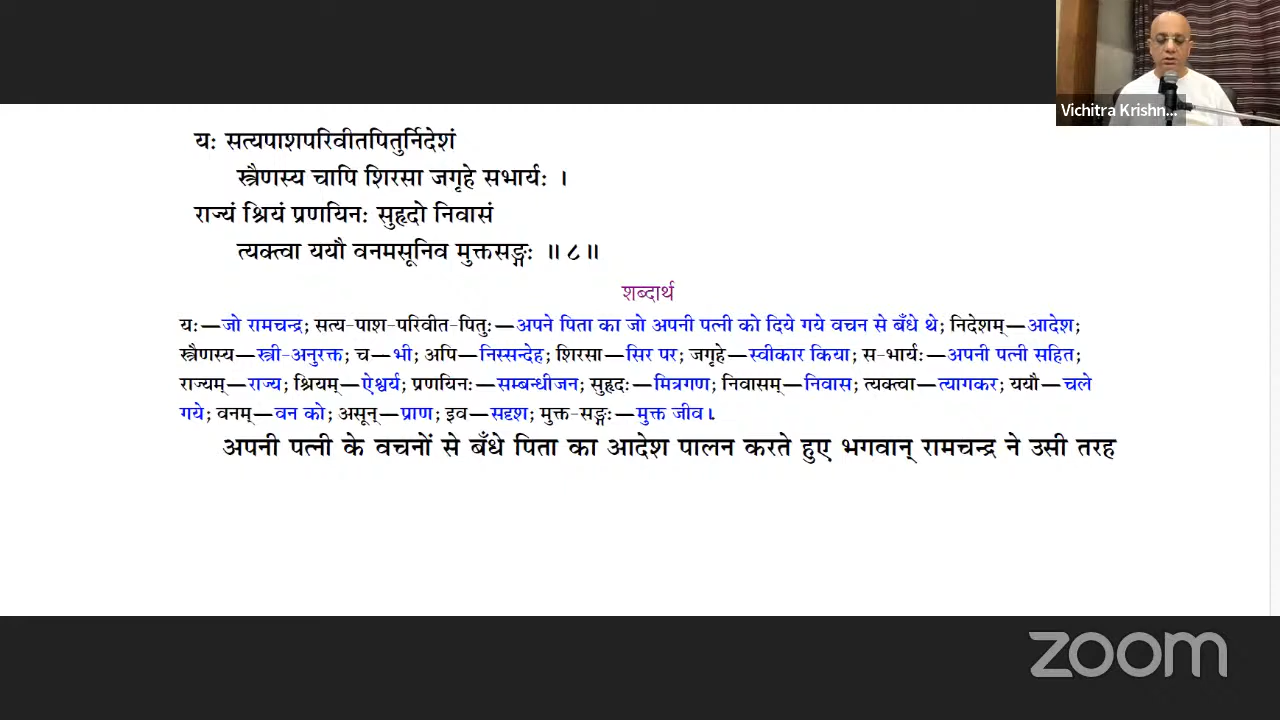 यः सत्यपाशपरिवीतपितुर्निदेशं
स्त्रैणस्य चापि शिरसा जगृहे सभार्यः ।
राज्यं श्रियं प्रणयिनः सुहृदो निवासं
त्यक्त्वा ययौ वनमसूनिव मुक्तसङ्गः ॥ ८॥
शब्दार्थ
यः—जो रामचन्द्र; सत्य-पाश-परिवीत-पितुः—अपने पिता का जो अपनी पत्नी को दिये गये वचन से बँधे थे; निदेशम्—आदेश;
स्त्रैणस्य—स्त्री-अनुरक्त; च—भी; अपि—निस्सन्देह; शिरसा—सिर पर; जगृहे—स्वीकार किया; स-भार्यः—अपनी पत्नी सहित;
राज्यम्—राज्य; श्रियम्—ऐश्वर्य; प्रणयिनः—सम्बन्धीजन; सुहृदः—मित्रगण; निवासम्—निवास; त्यक्त्वा—त्यागकर; ययौ—चले
गये; वनम्—वन को; असून्—प्राण; इव—सदृश; मुक्त-सङ्गः—मुक्त जीव।
अपनी पत्नी के वचनों से बँधे पिता का आदेश पालन करते हुए भगवान् रामचन्द्र ने उसी तरह
Vichitra Krishn...
zoom